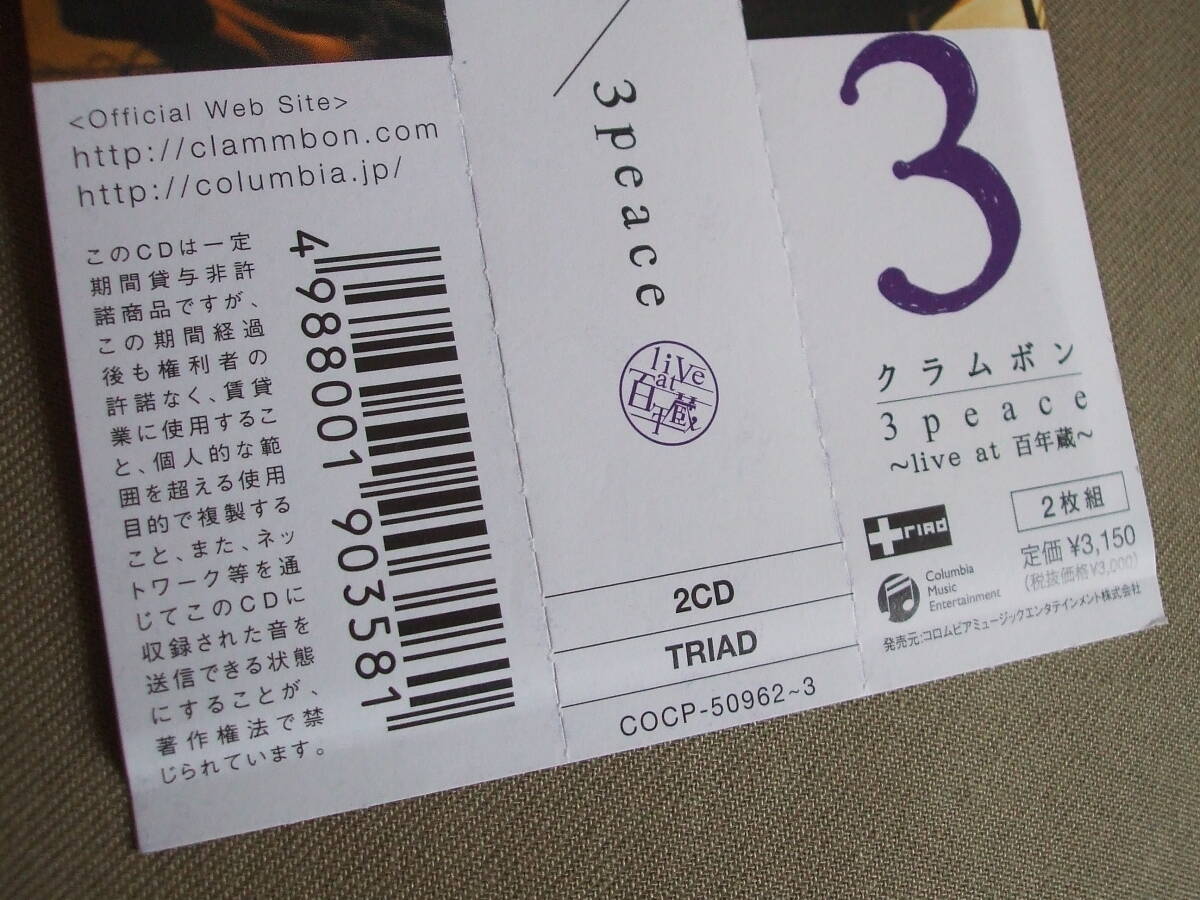 <Official Web Site>
http://clammbon.com
http://columbia.jp/
このCDは一定
期間貸与非許
諾商品ですが、
この期間経過
後も権利者の
許諾なく、賃貸
業に使用するこ
と、個人的な範
囲を超える使用
目的で複製する
こと、また、ネッ
トワーク等を通
じてこのCDに
収録された音を
送信できる状態
にすることが、
著作権法で禁
じられています。
4 988001 903581
3peace
live
at
百年蔵
2CD
TRIAD
COCP-50962~3
3
クラムボン
3peace
~live at 百年蔵~
TRIAD
2枚組
定価 ¥3,150
(税抜価格¥3,000)
Columbia
Music
Entertainment
発売元:コロムビアミュージックエンタテインメント株式会社